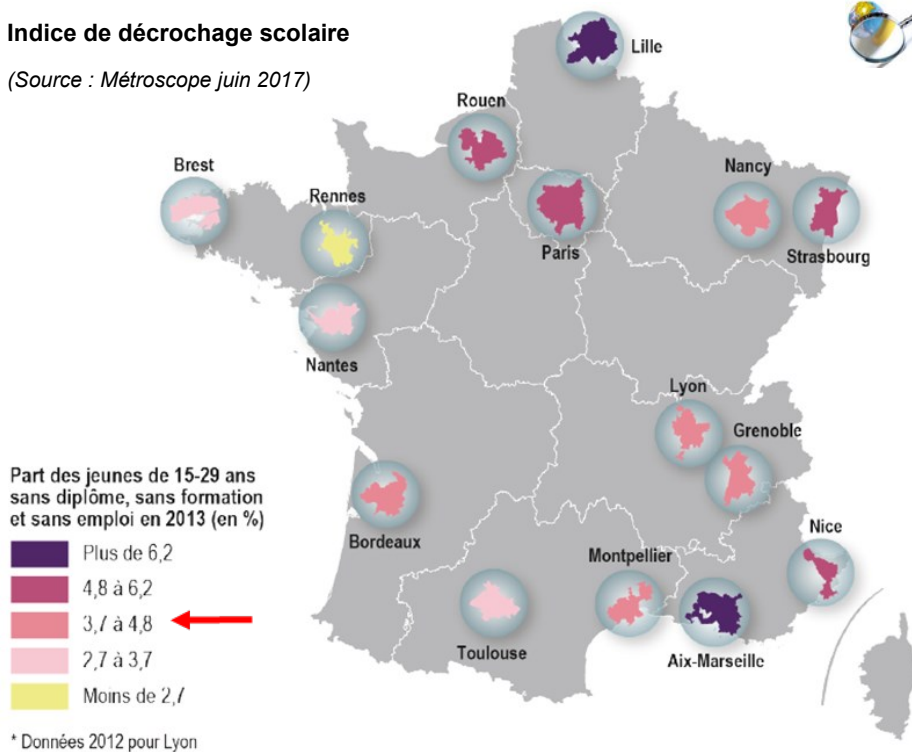 Indice de décrochage scolaire
(Source : Métroscope juin 2017)
Lille
Rouen
Brest
Rennes
Nancy
Paris
Strasbourg
Nantes
Lyon
Grenoble
Part des jeunes de 15-29 ans
sans diplôme, sans formation
et sans emploi en 2013 (en %)
Bordeaux
Nice
Montpellier
Plus de 6,2
4,8 à 6,2
3,7 à 4,8
2,7 à 3,7
Moins de 2,7
Toulouse
Aix-Marseille
* Données 2012 pour Lyon